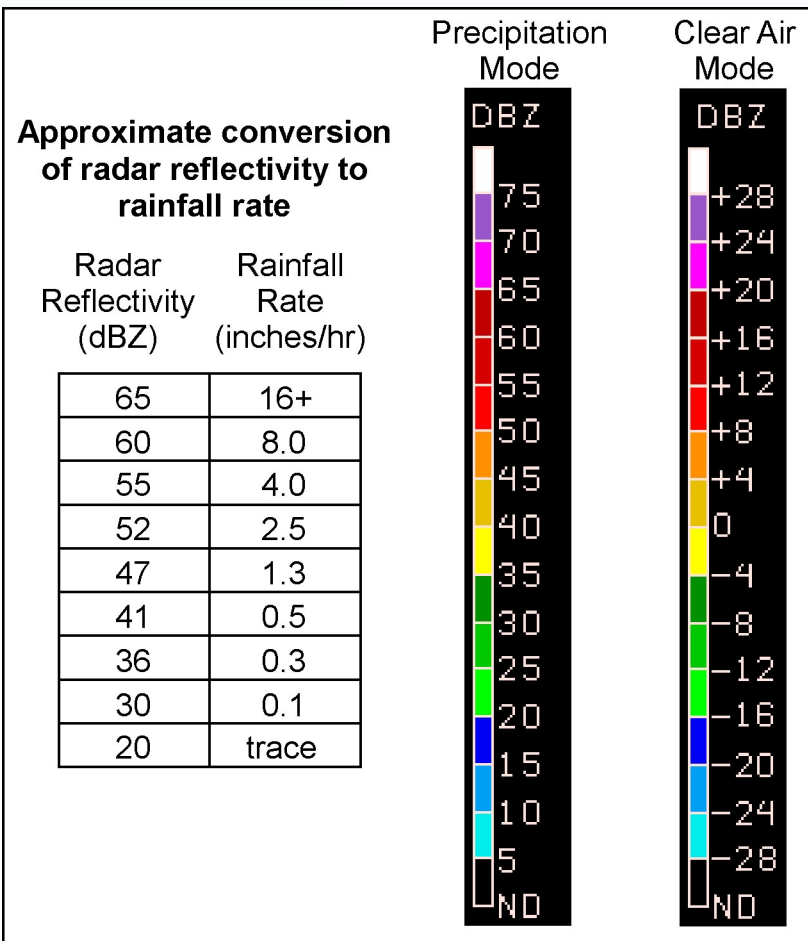 Approximate conversion
of radar reflectivity to
rainfall rate
Radar
Reflectivity
(dBZ)
Rainfall
Rate
(inches/hr)
65 16+
60 8.0
55 4.0
52 2.5
47 1.3
41 0.5
36 0.3
30 0.1
20 trace
Precipitation
Mode
DBZ
75
70
65
60
55
50
45
40
35
30
25
20
15
10
5
ND
Clear Air
Mode
DBZ
+28
+24
+20
+16
+12
+8
+4
0
-4
-8
-12
-16
-20
-24
-28
ND